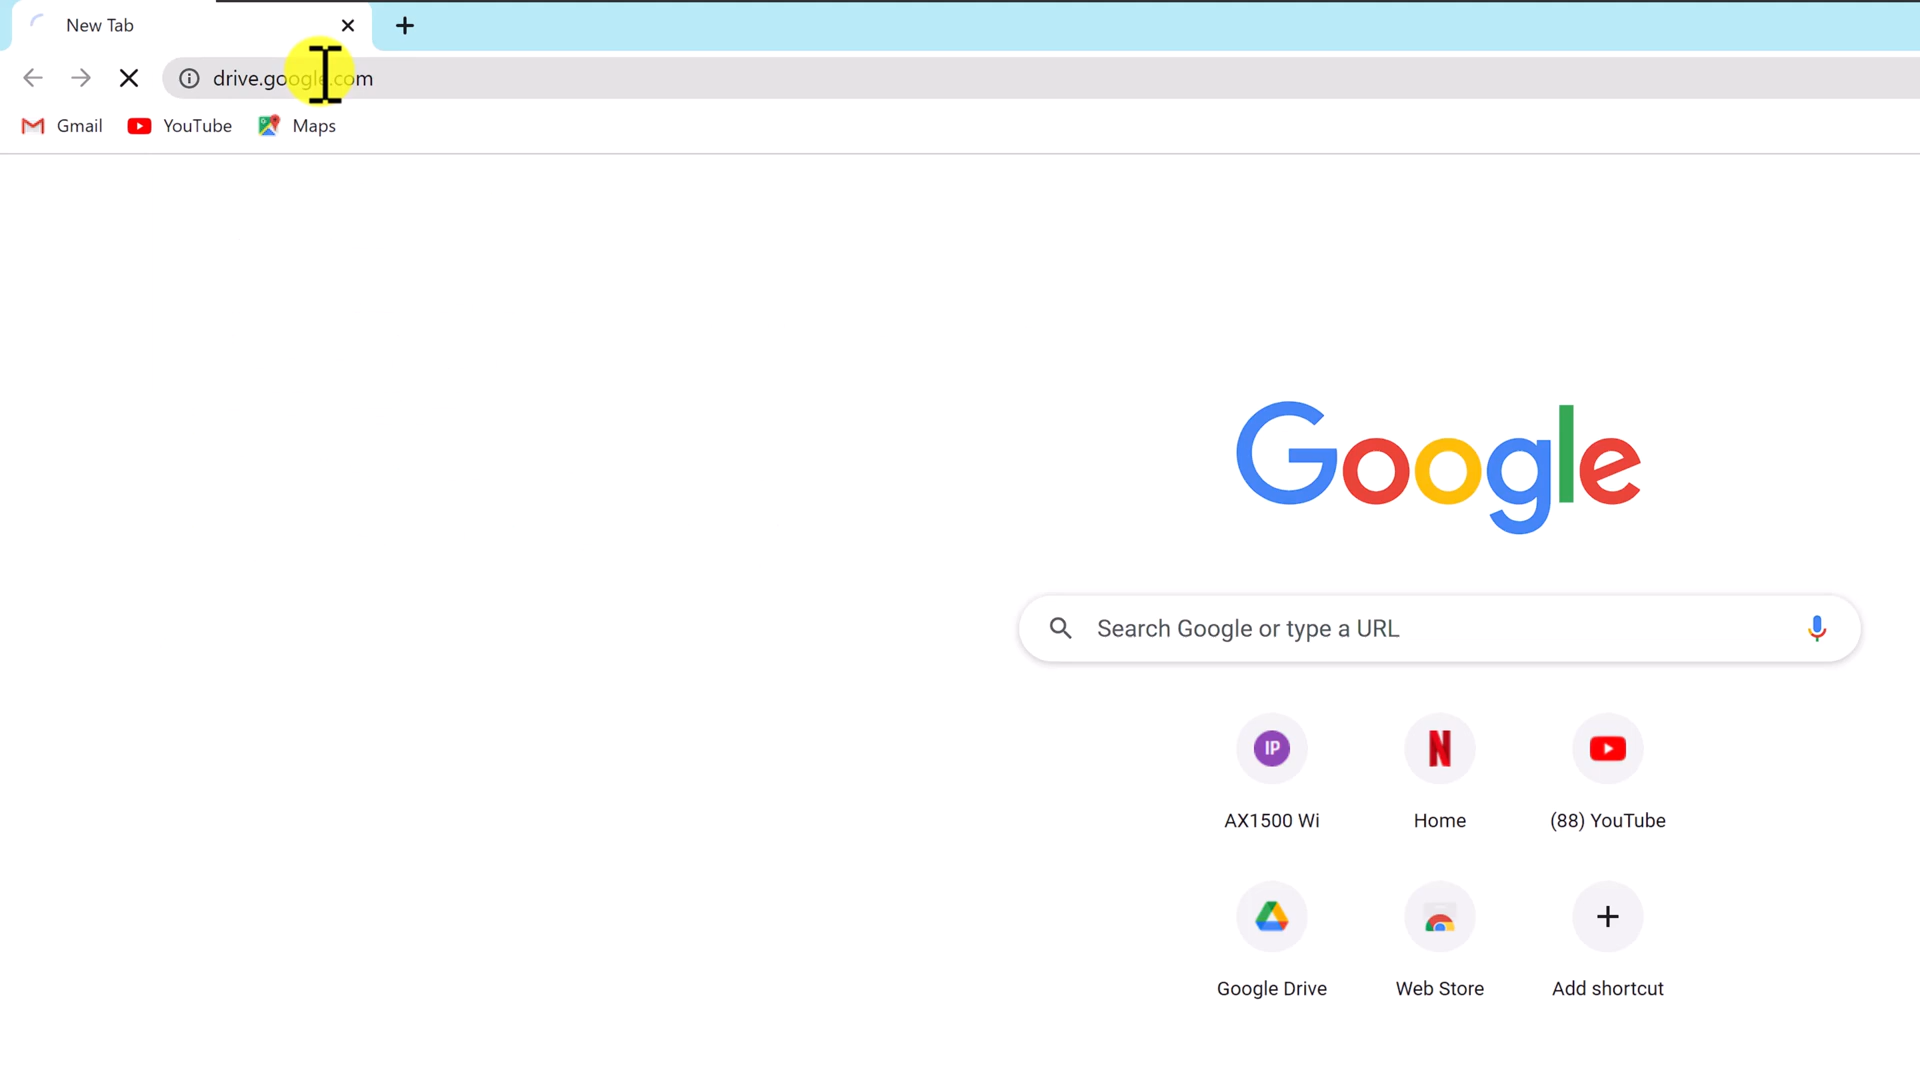 New Tab
drive.google.com
Gmail YouTube Maps
Google
Search Google or type a URL
IP
N
AX1500 Wi Home (88) YouTube
Google Drive Web Store Add shortcut